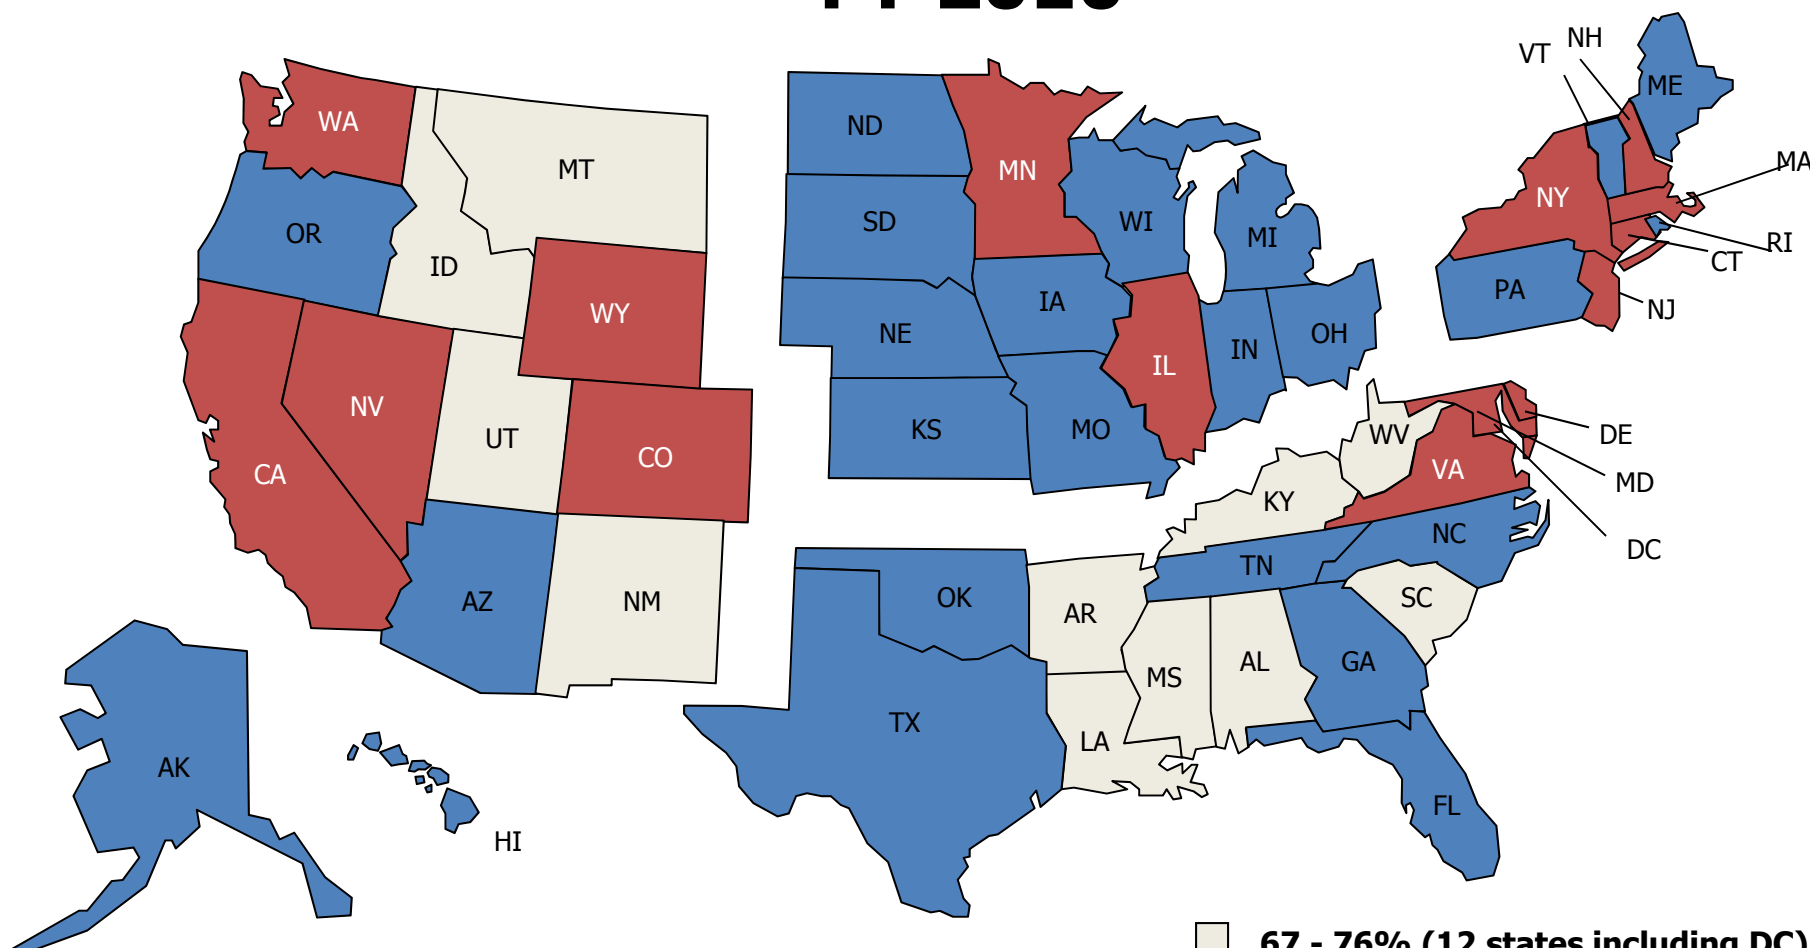 VT
NH
ME
WA
MT
ND
MN
MA
NY
OR
SD
WI
MI
RI
ID
CT
PA
NJ
IA
WY
NE
OH
IN
IL
NV
UT
KS
MO
WV
DE
CO
CA
VA
MD
KY
NC
DC
TN
AZ
NM
OK
AR
SC
MS
AL
GA
TX
LA
AK
FL
HI
67 - 76% (12 states including DC)